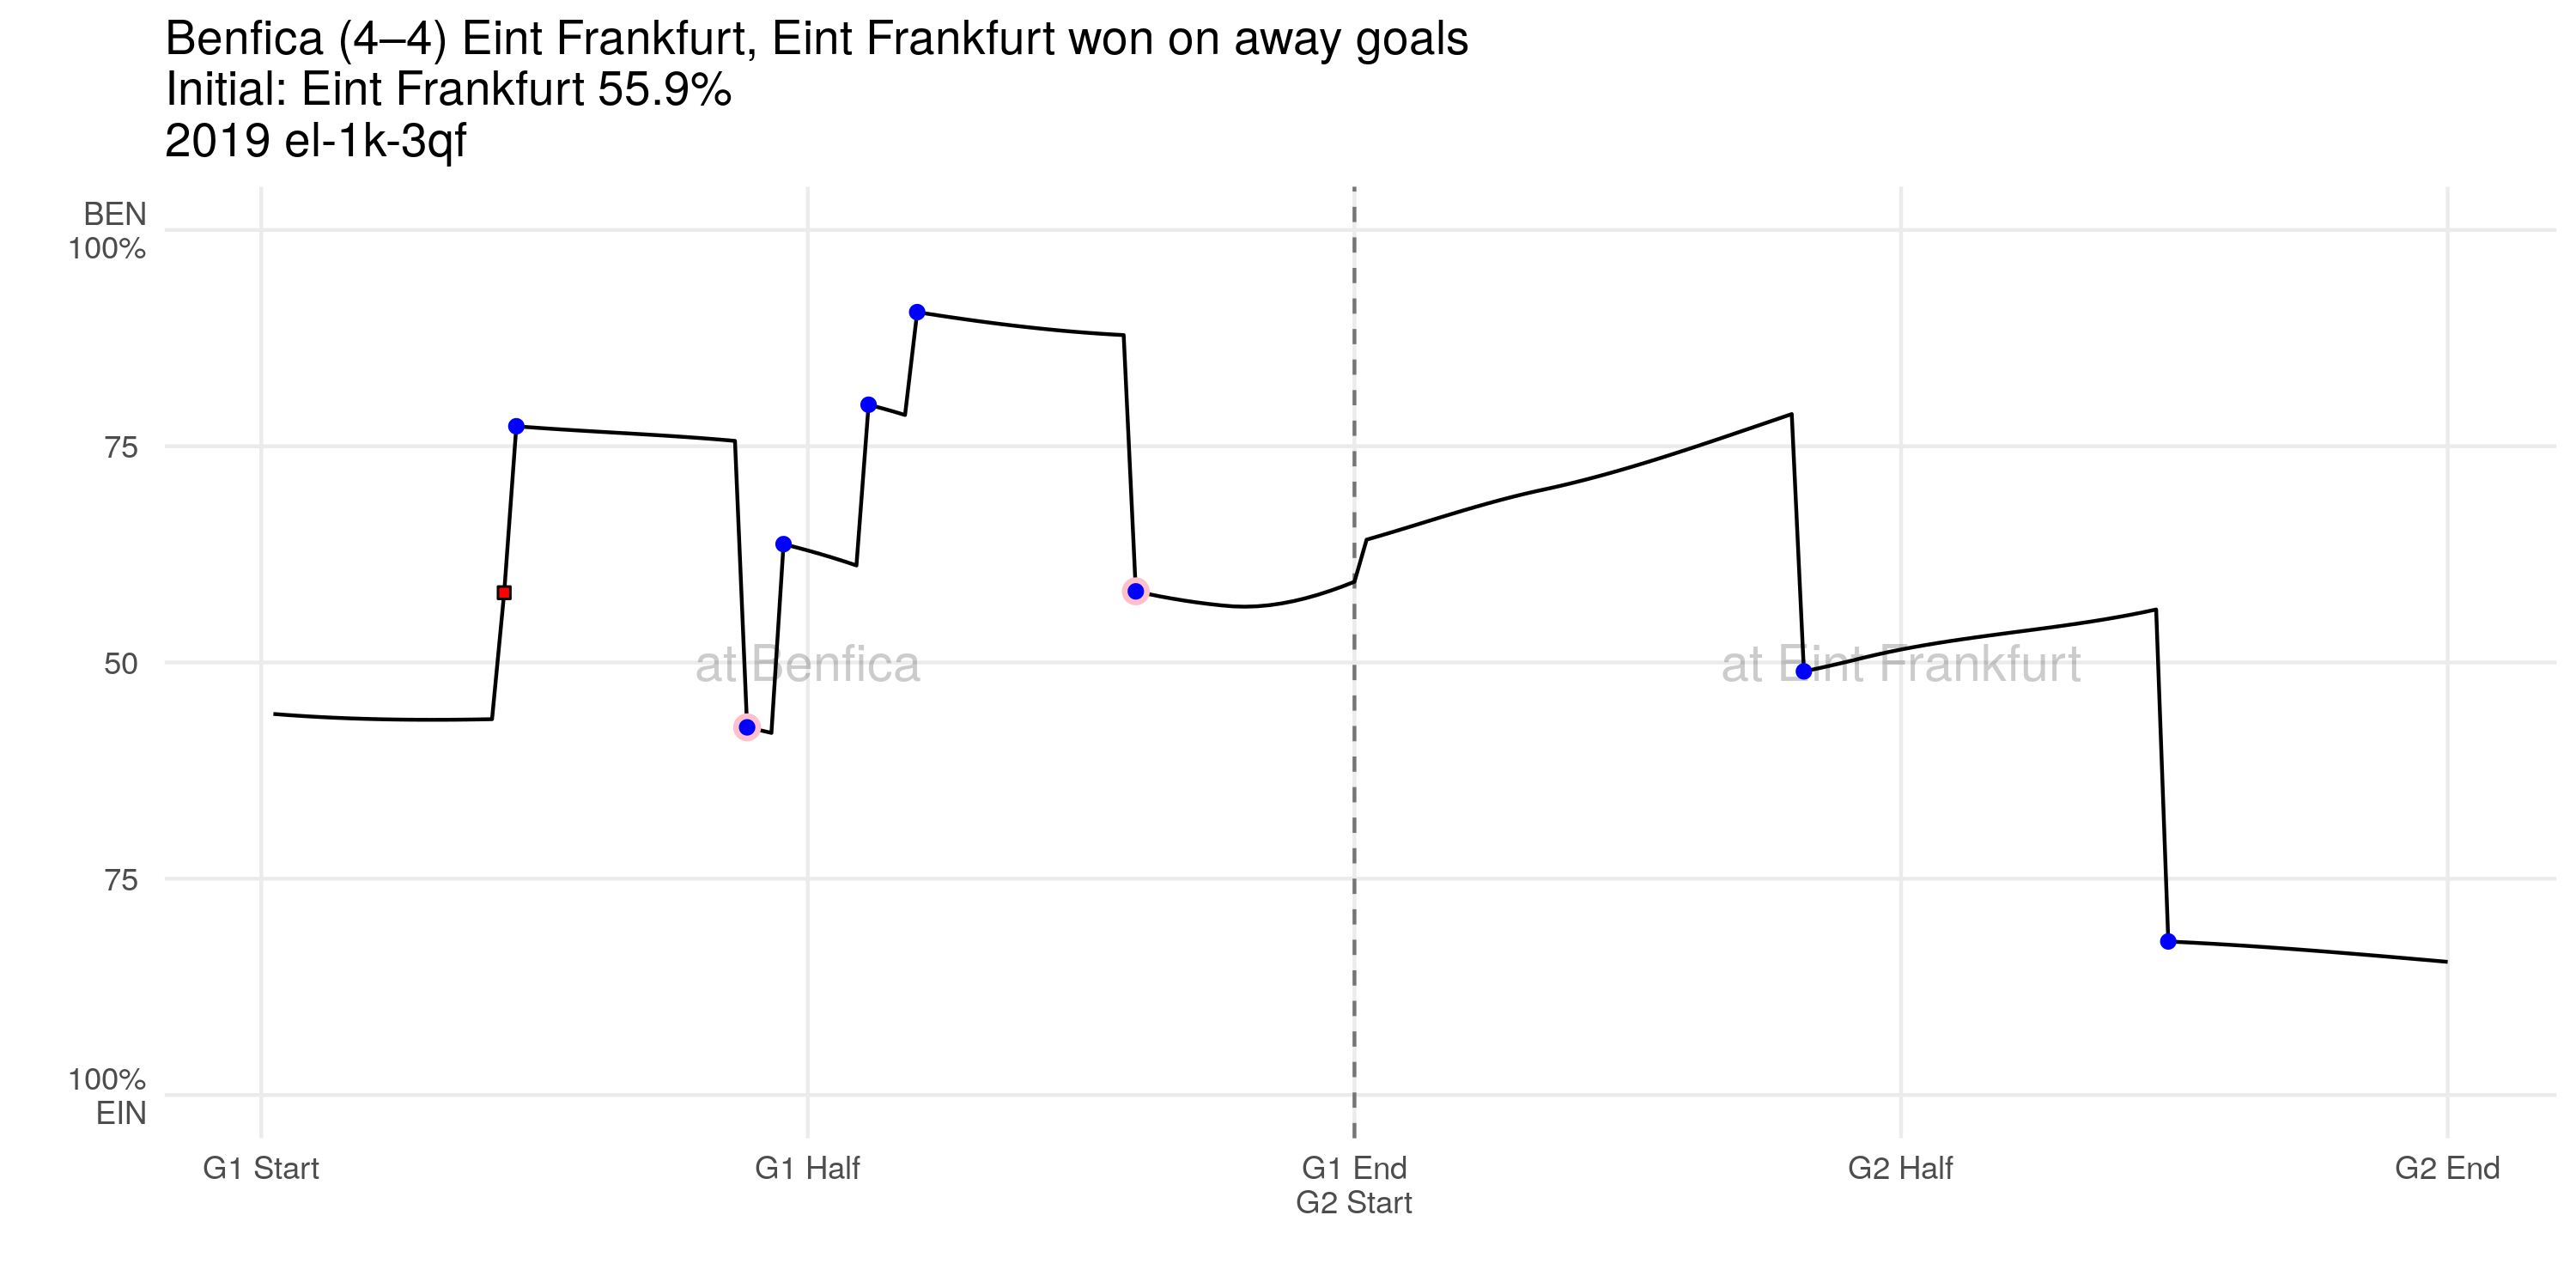 Benfica (4–4) Eint Frankfurt, Eint Frankfurt won on away goals
Initial: Eint Frankfurt 55.9%
2019 el-1k-3qf
BEN
100%
75
50
75
100%
EIN
at Benfica
at Eint Frankfurt
G1 Start
G1 Half
G1 End
G2 Start
G2 Half
G2 End